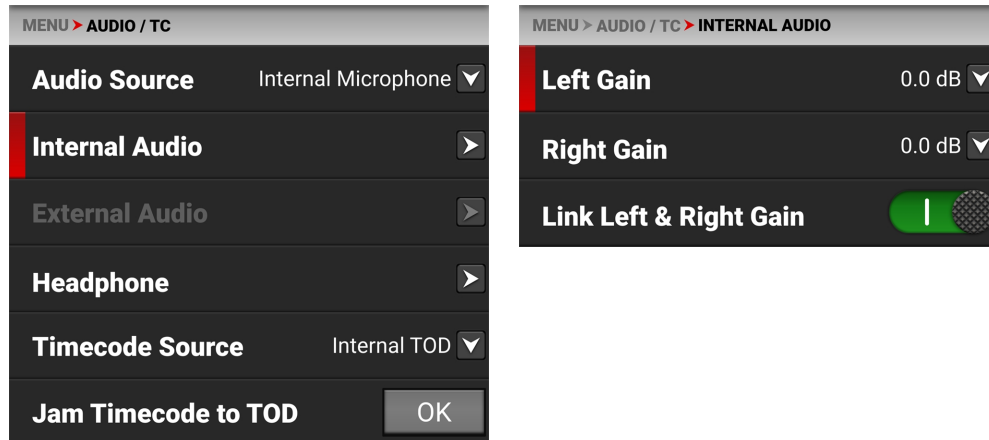 MENU > AUDIO / TC
Audio Source Internal Microphone
Internal Audio
External Audio
Headphone
Timecode Source Internal TOD
Jam Timecode to TOD OK
MENU > AUDIO / TC > INTERNAL AUDIO
Left Gain 0.0 dB
Right Gain 0.0 dB
Link Left & Right Gain